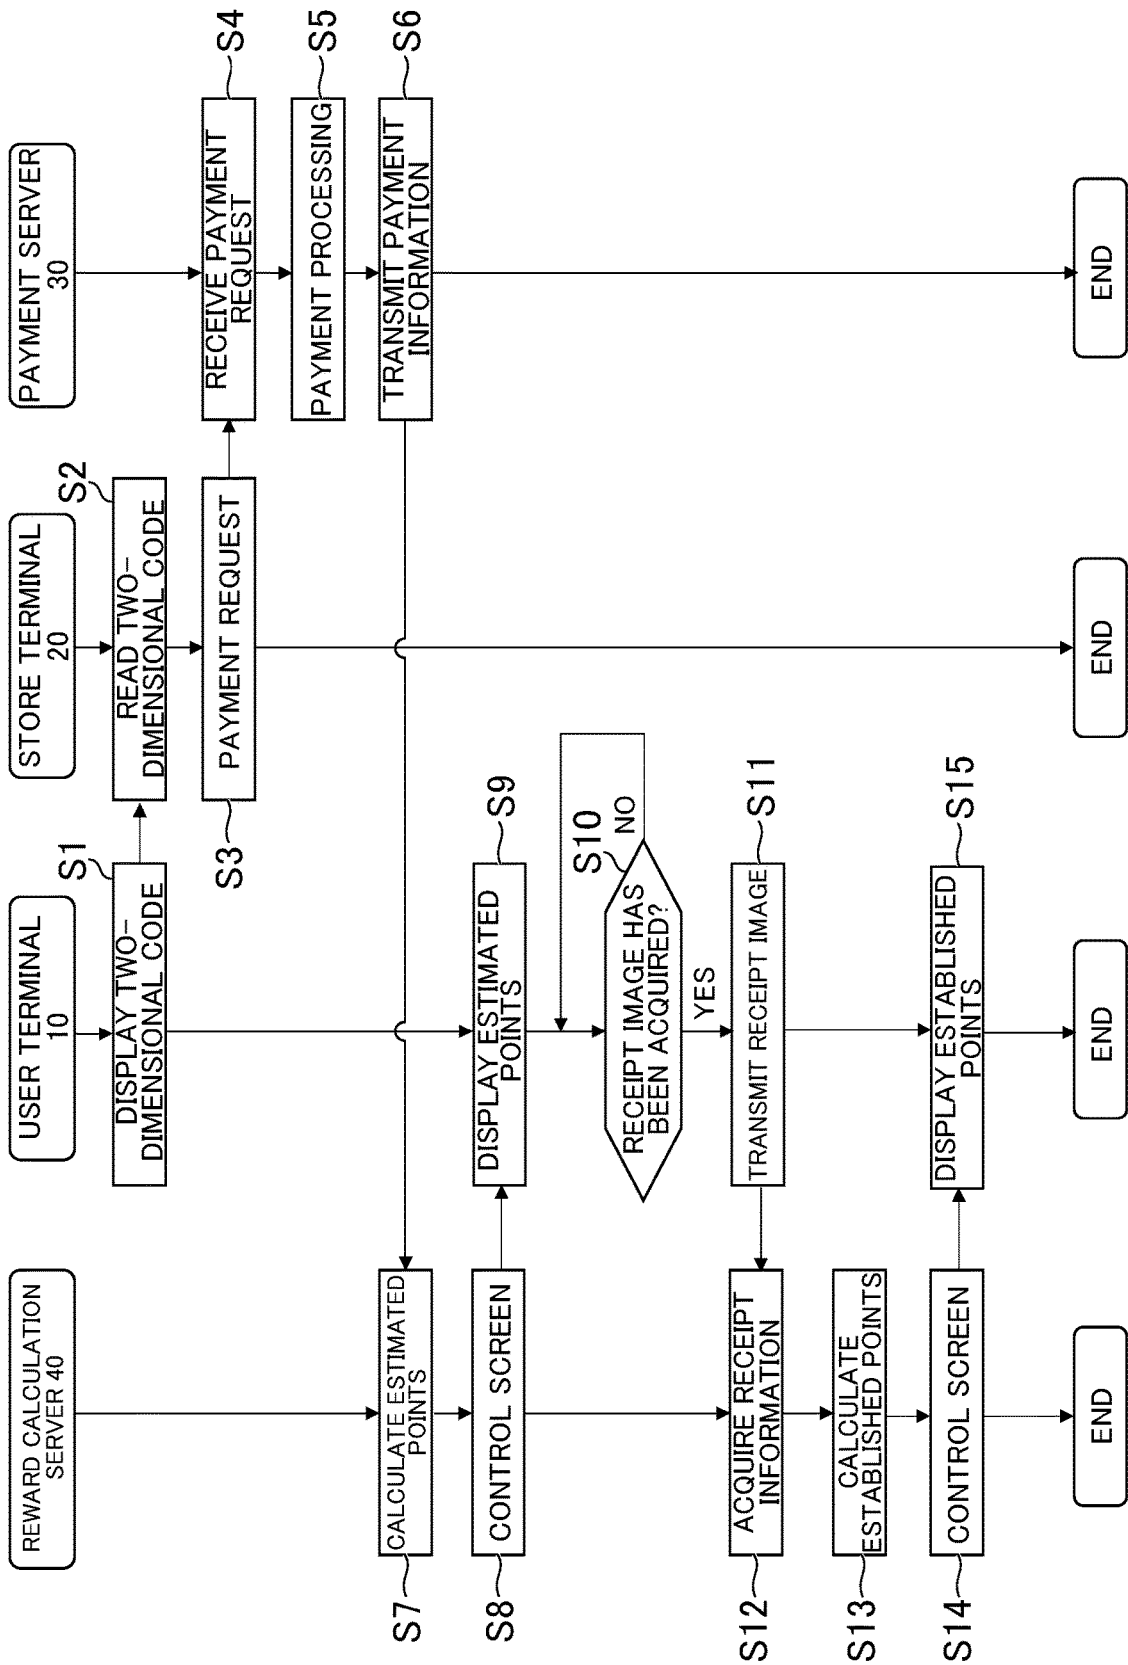 REWARD CALCULATION
SERVER 40
USER TERMINAL
10
STORE TERMINAL
20
PAYMENT SERVER
30
S1
DISPLAY TWO-
DIMENSIONAL CODE
S2
READ TWO-
DIMENSIONAL CODE
S3
PAYMENT REQUEST
S4
RECEIVE PAYMENT
REQUEST
S5
PAYMENT PROCESSING
S6
TRANSMIT PAYMENT
INFORMATION
S7
CALCULATE ESTIMATED
POINTS
S8
CONTROL SCREEN
S9
DISPLAY ESTIMATED
POINTS
S10
NO
RECEIPT IMAGE HAS
BEEN ACQUIRED?
YES
S11
TRANSMIT RECEIPT IMAGE
S12
ACQUIRE RECEIPT
INFORMATION
S13
CALCULATE
ESTABLISHED POINTS
S14
CONTROL SCREEN
S15
DISPLAY ESTABLISHED
POINTS
END
END
END
END